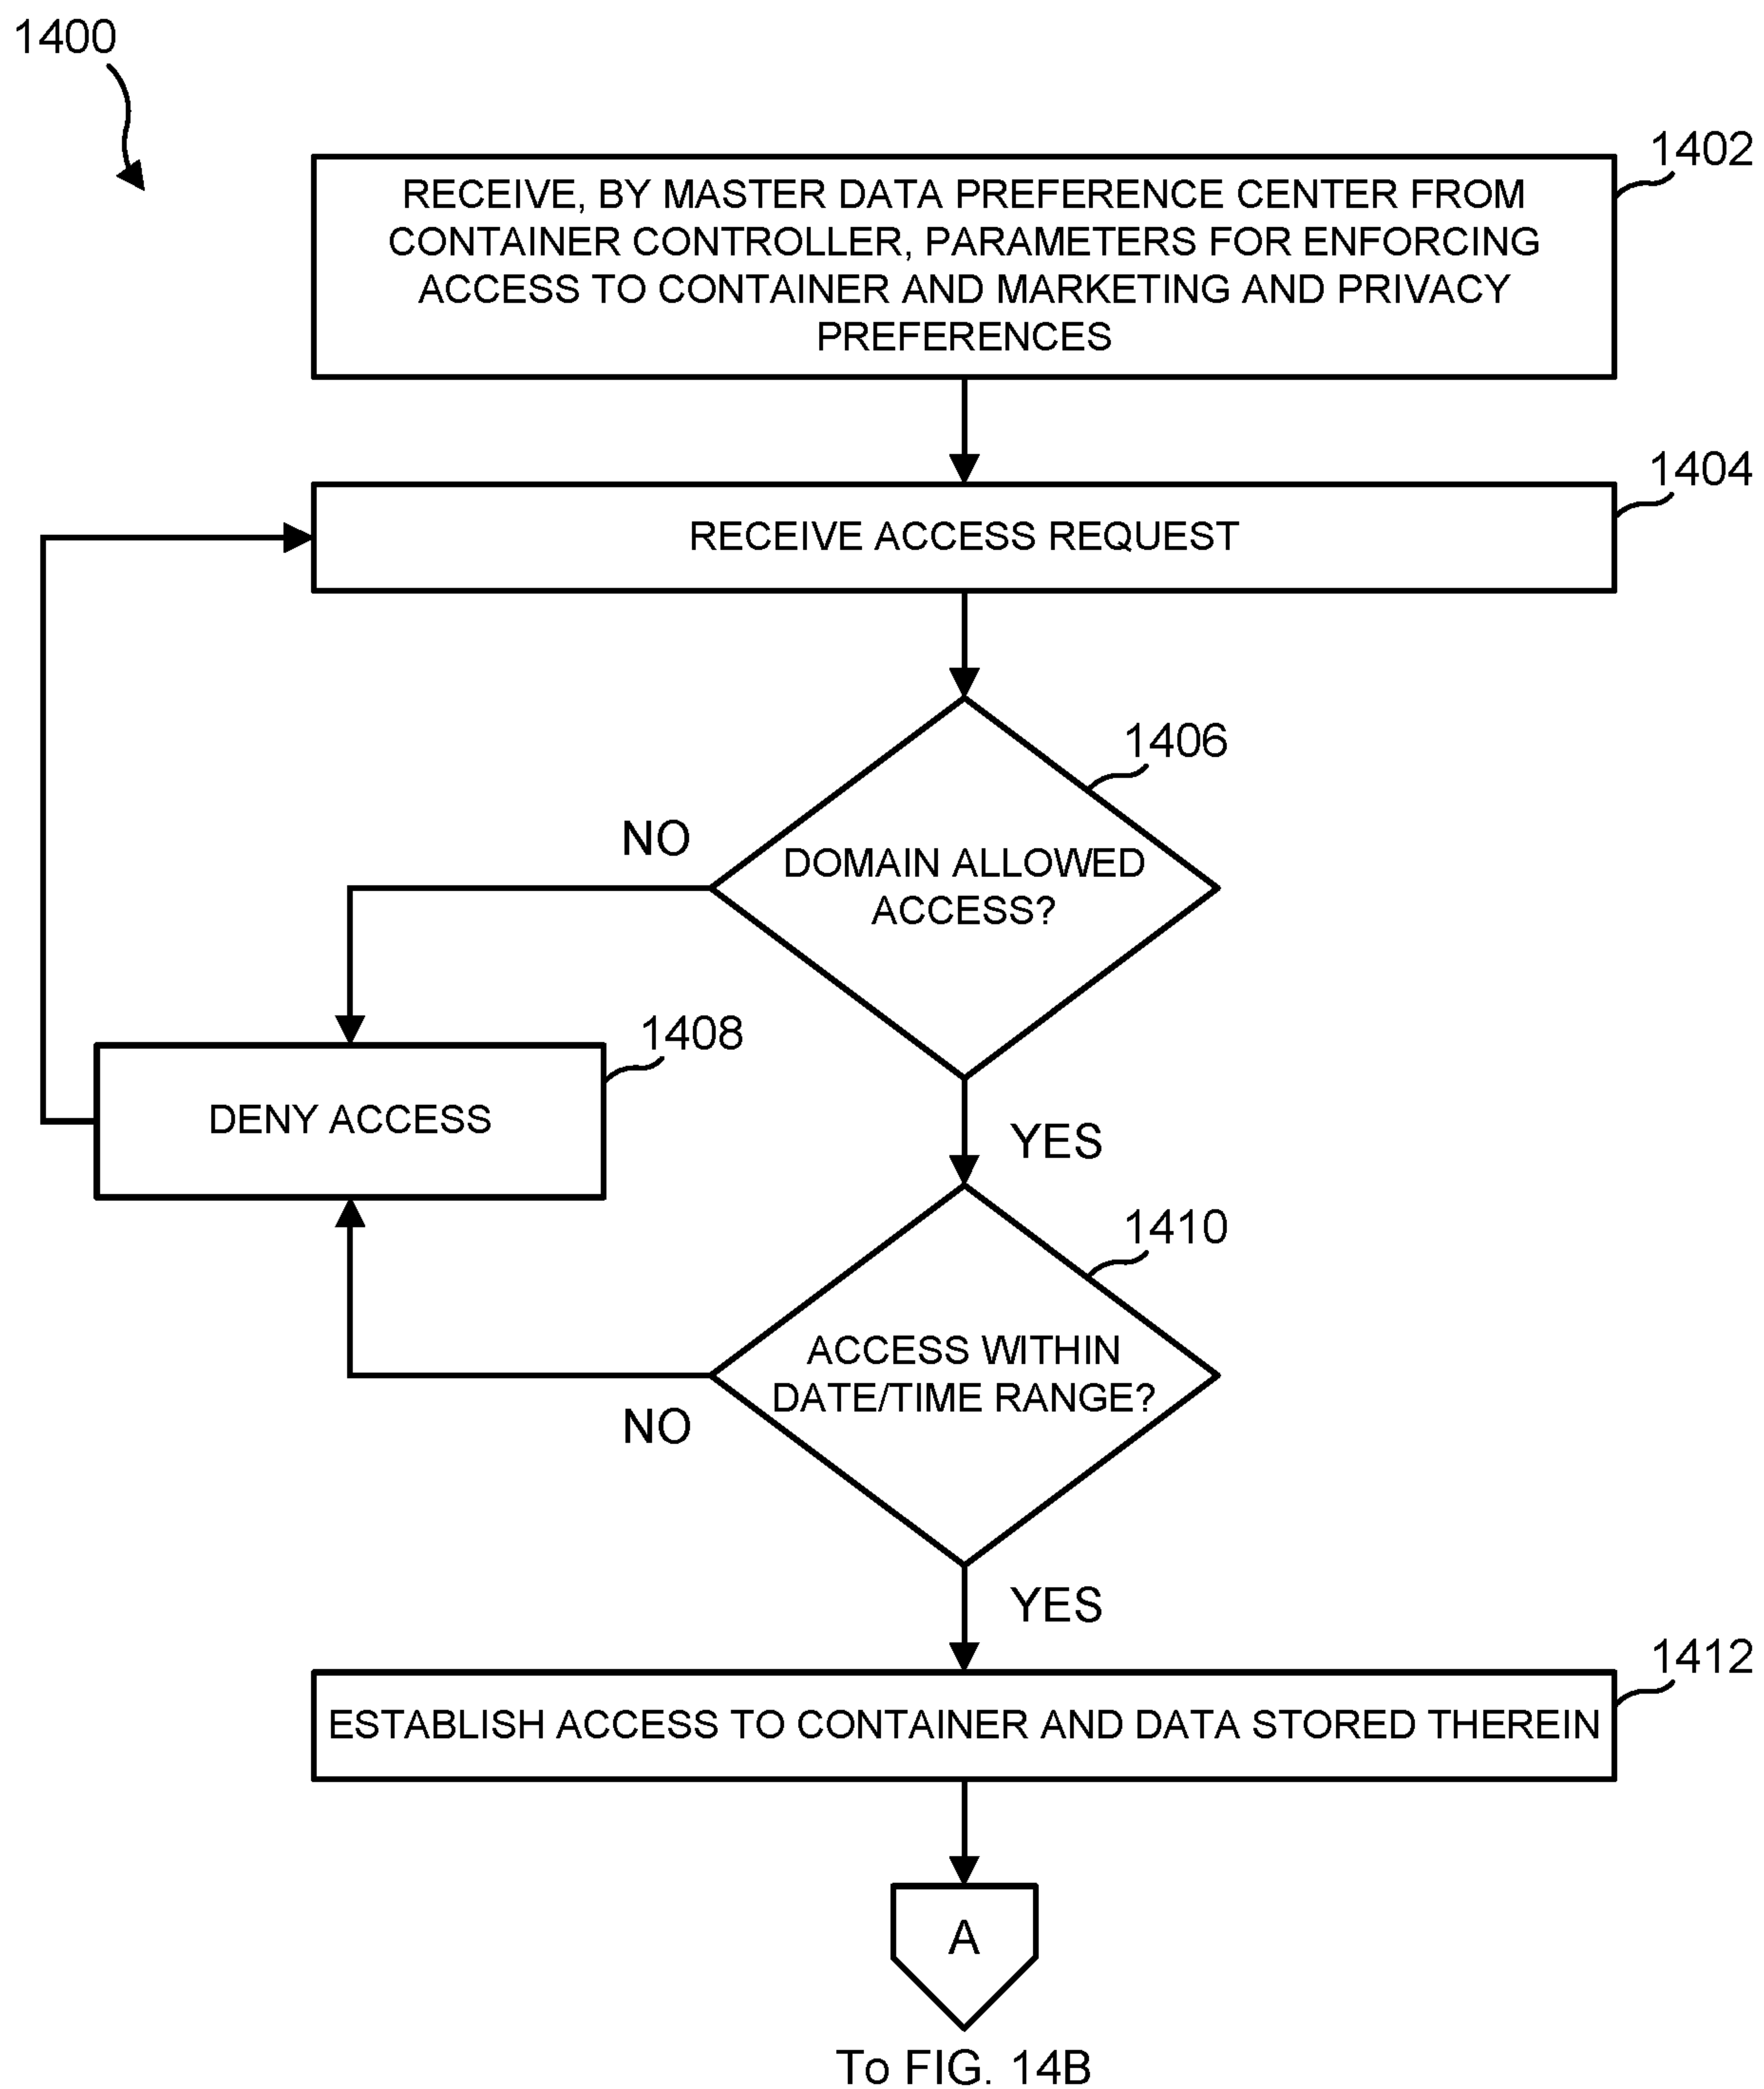 1400
1402
RECEIVE, BY MASTER DATA PREFERENCE CENTER FROM
CONTAINER CONTROLLER, PARAMETERS FOR ENFORCING
ACCESS TO CONTAINER AND MARKETING AND PRIVACY
PREFERENCES
1404
RECEIVE ACCESS REQUEST
1406
NO
DOMAIN ALLOWED
ACCESS?
1408
DENY ACCESS
YES
1410
ACCESS WITHIN
DATE/TIME RANGE?
NO
YES
1412
ESTABLISH ACCESS TO CONTAINER AND DATA STORED THEREIN
A
To FIG. 14B